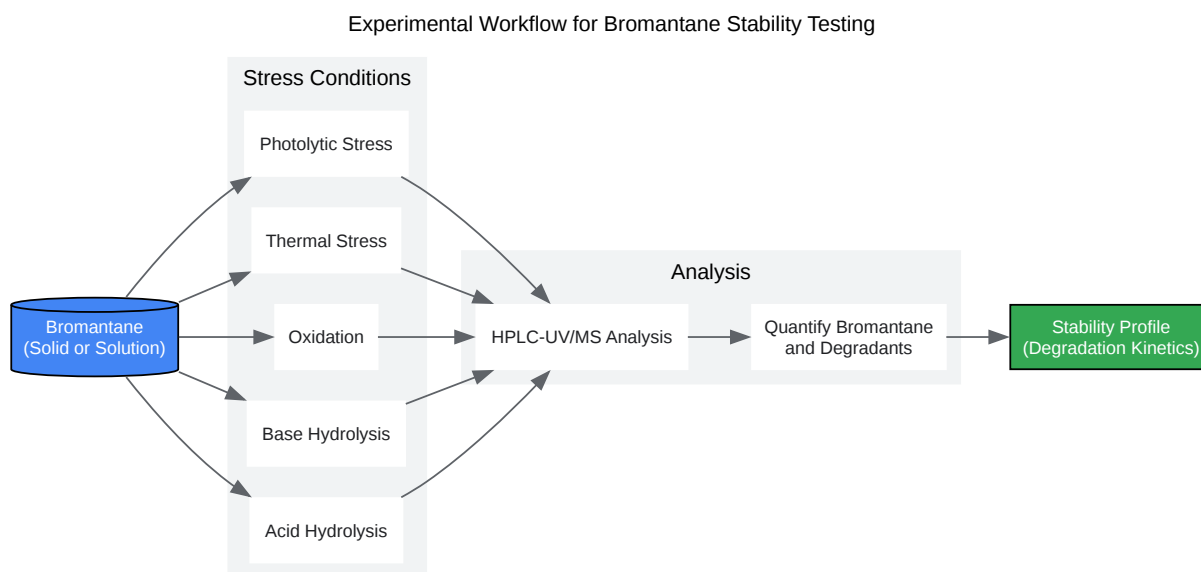 Experimental Workflow for Bromantane Stability Testing
Stress Conditions
Photolytic Stress
Thermal Stress
Analysis
Bromantane
(Solid or Solution)
Oxidation
HPLC-UV/MS Analysis
Quantify Bromantane
and Degradants
Stability Profile
(Degradation Kinetics)
Base Hydrolysis
Acid Hydrolysis